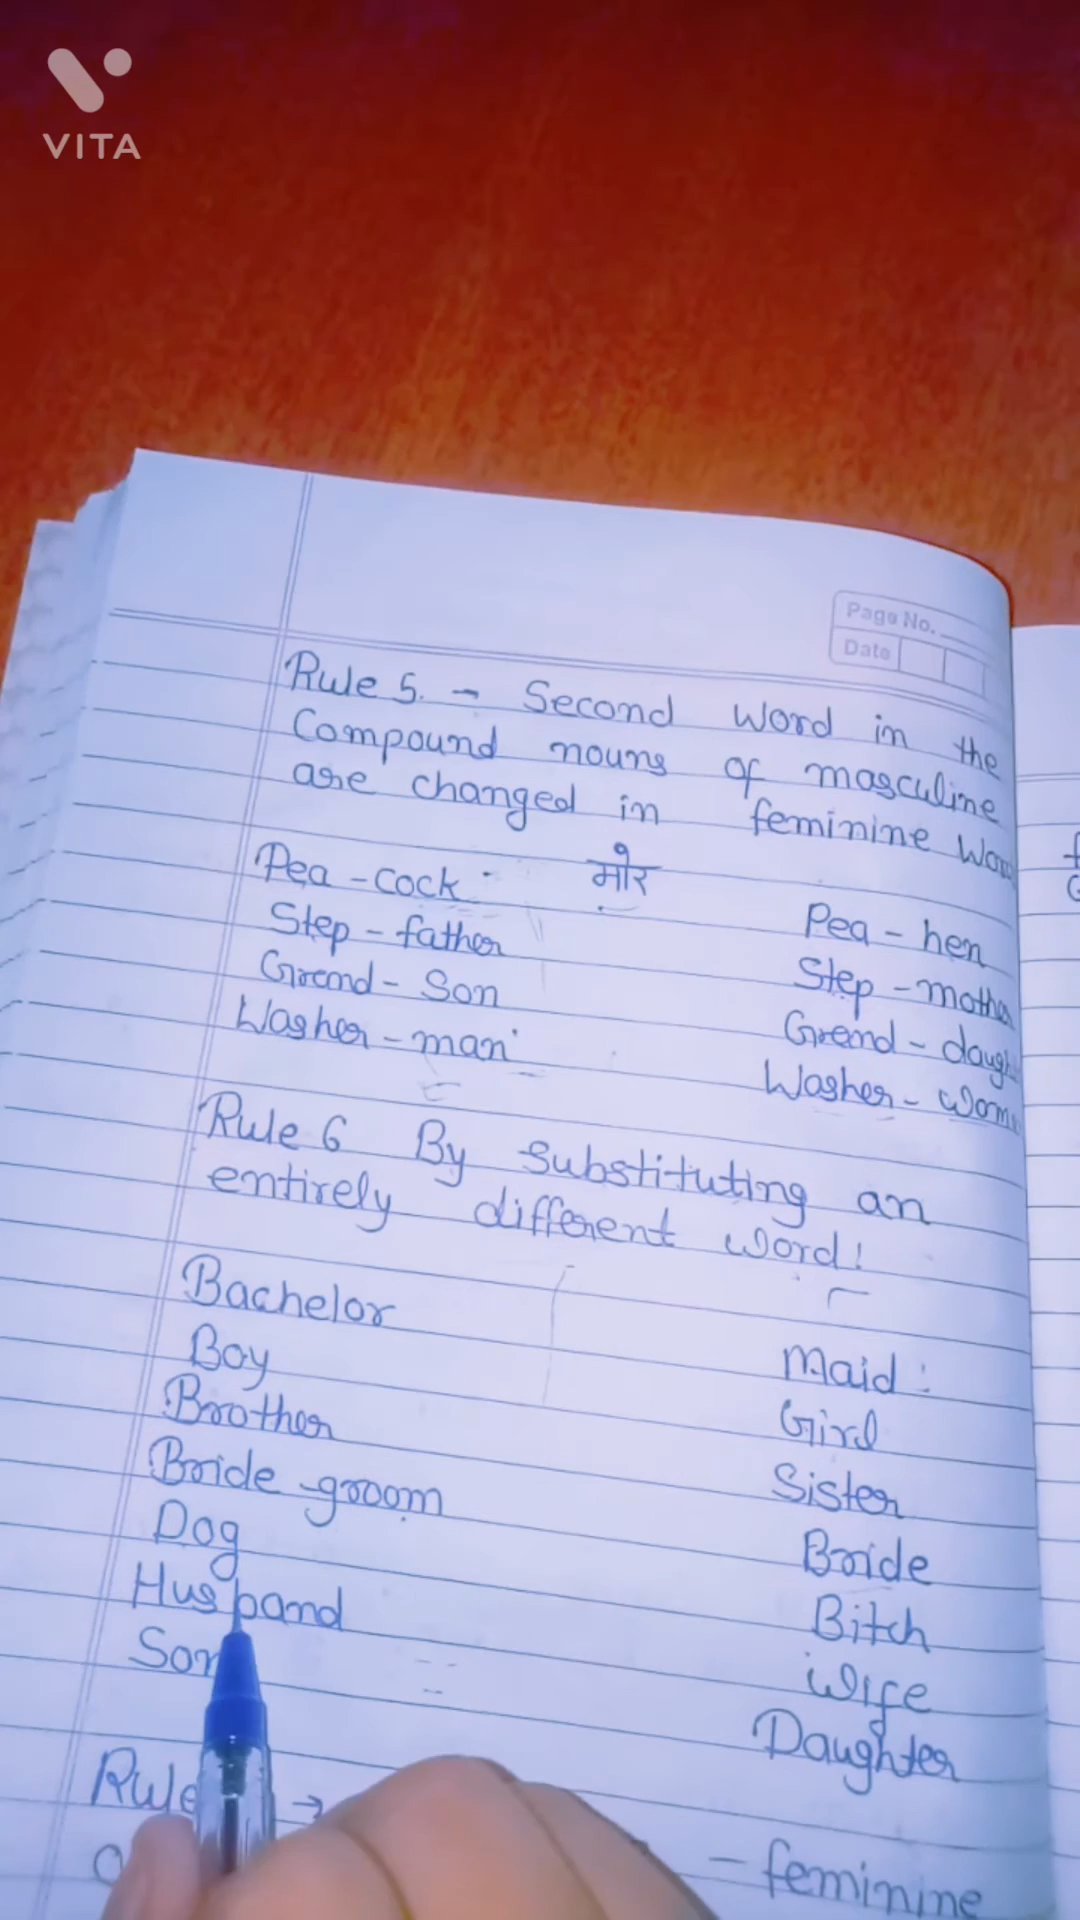 VITA
Page No.
Date
Rule 5. - Second Word in the
Compound nouns of masculine
are changed in feminine
Pea - cock मोर Pea - hen
Step - father Step - mother
Grand - Son Grand -
Washer - man Washer -
Rule 6 By Substituting an
entirely different word!
Bachelor Maid :
Boy Girl
Brother Sister
Bride groom Bride
Dog Bitch
Husband Wife
Son Daughter
Rule →
- feminine